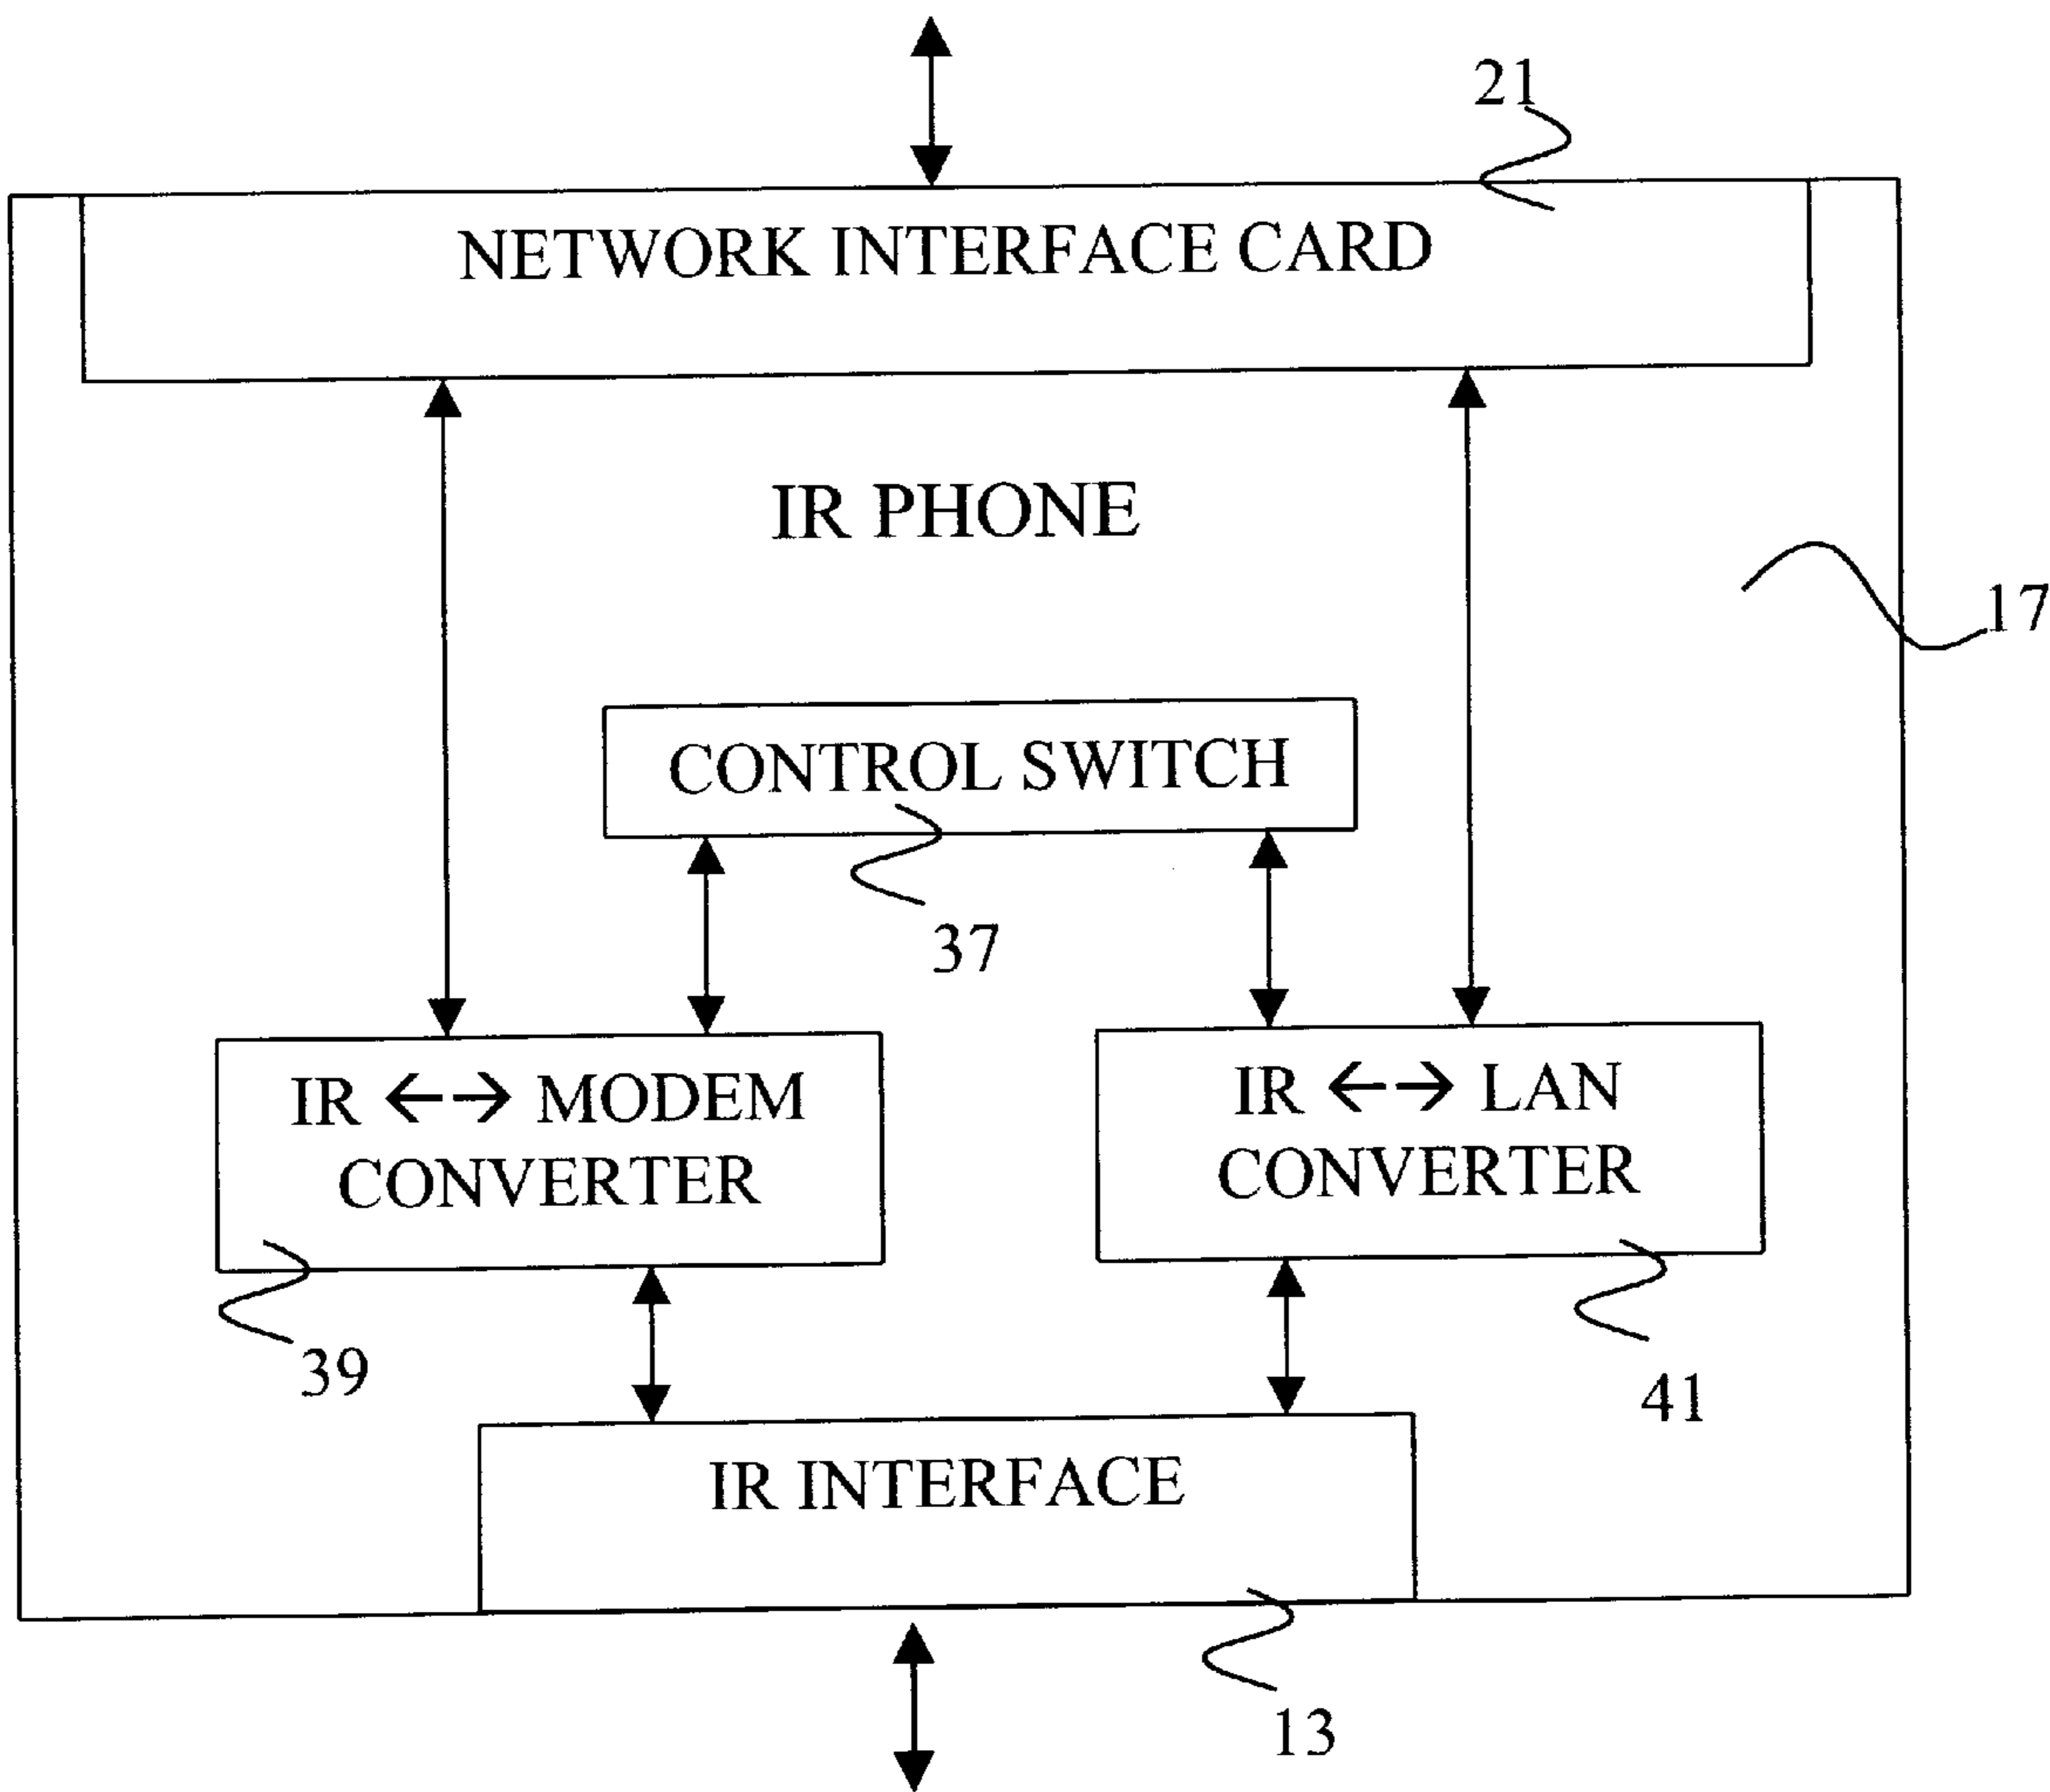 21
NETWORK INTERFACE CARD
IR PHONE
17
CONTROL SWITCH
37
IR ←→ MODEM
CONVERTER
IR ←→ LAN
CONVERTER
39
41
IR INTERFACE
13